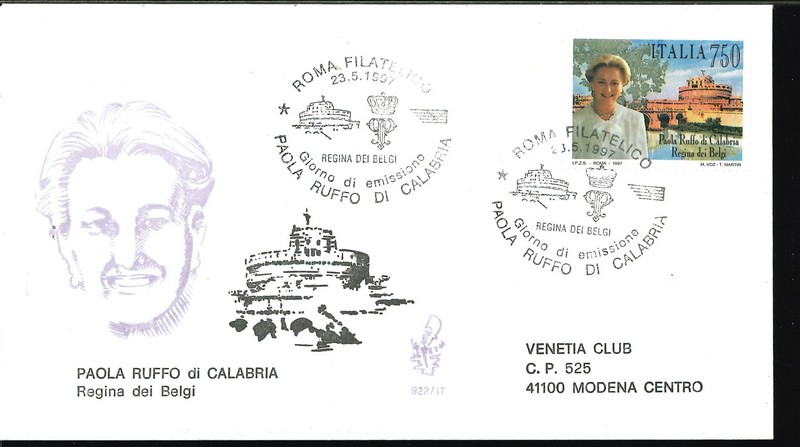 ROMA FILATELICO
23.5.1997
REGINA DEI BELGI
Giorno di emissione
PAOLA RUFFO DI CALABRIA
ITALIA 750
Paola Ruffo di Calabria
Regina dei Belgi
I.P.Z.S. - ROMA - 1997
M. VOZ - T. MARTIN
ROMA FILATELICO
23.5.1997
REGINA DEI BELGI
Giorno di emissione
PAOLA RUFFO DI CALABRIA
PAOLA RUFFO di CALABRIA
Regina dei Belgi
922/IT
VENETIA CLUB
C. P. 525
41100 MODENA CENTRO